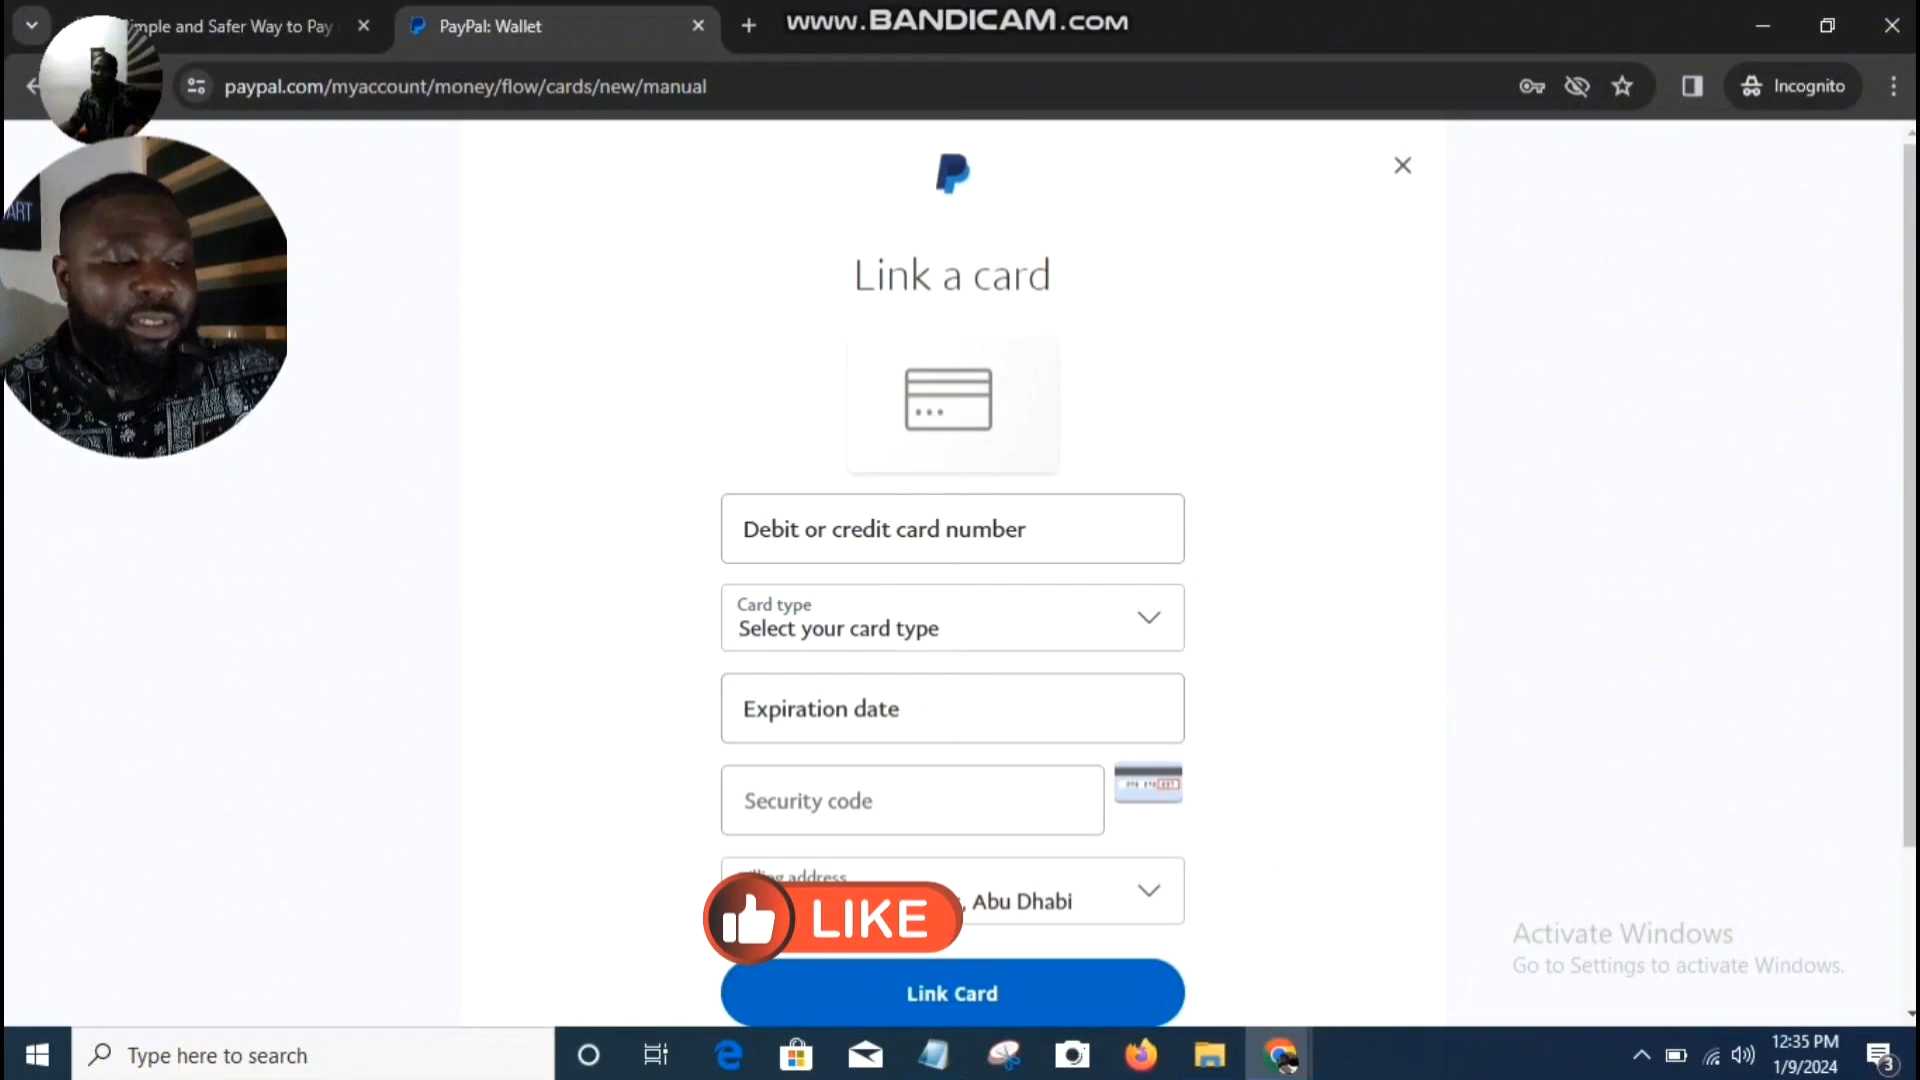 www.BANDICAM.com
imple and Safer Way to Pay
PayPal: Wallet
paypal.com/myaccount/money/flow/cards/new/manual
Incognito
ART
Link a card
Debit or credit card number
Card type
Select your card type
Expiration date
Security code
address
, Abu Dhabi
LIKE
Link Card
Activate Windows
Go to Settings to activate Windows.
Type here to search
12:35 PM
1/9/2024
3